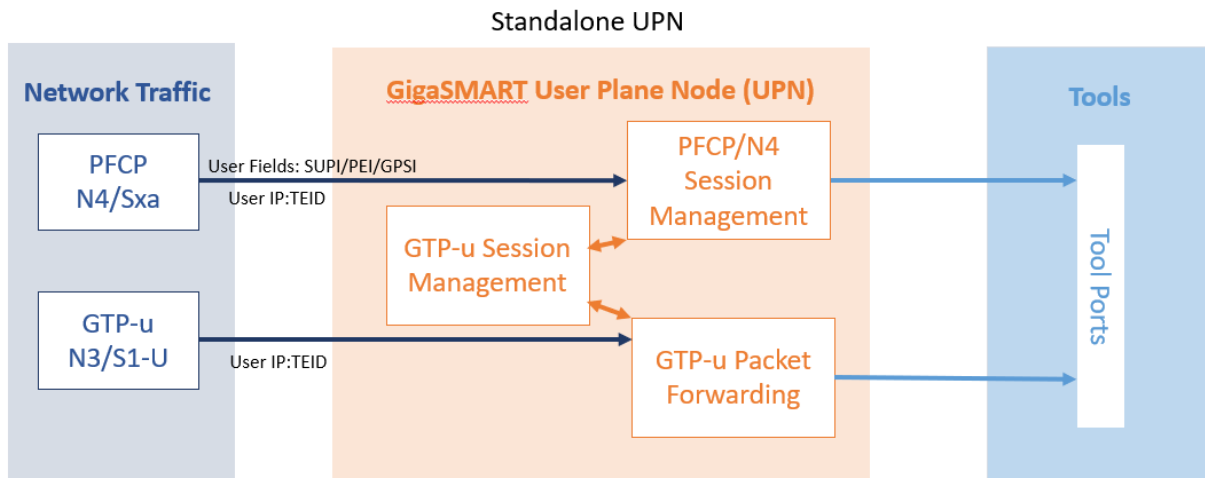 Standalone UPN
Network Traffic
GigaSMART User Plane Node (UPN)
Tools
PFCP
N4/Sxa
User Fields: SUPI/PEI/GPSI
User IP:TEID
PFCP/N4
Session
Management
GTP-u Session
Management
GTP-u
N3/S1-U
User IP:TEID
GTP-u Packet
Forwarding
Tool Ports